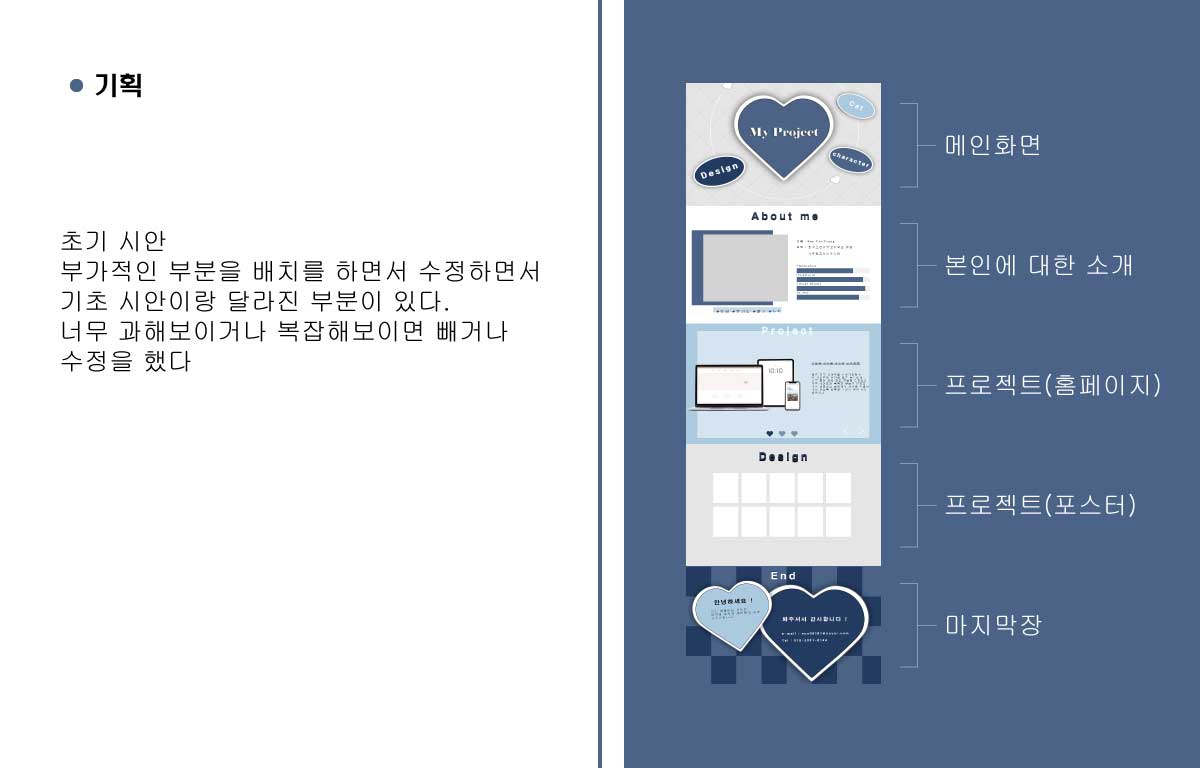 기획
초기 시안
부가적인 부분을 배치를 하면서 수정하면서
기초 시안이랑 달라진 부분이 있다.
너무 과해보이거나 복잡해보이면 빼거나
수정을 했다
My Project
Cat
character
Design
메인화면
About me
본인에 대한 소개
Project
10:10
프로젝트(홈페이지)
Design
프로젝트(포스터)
End
안녕하세요 !
와주셔서 감사합니다 !
마지막장